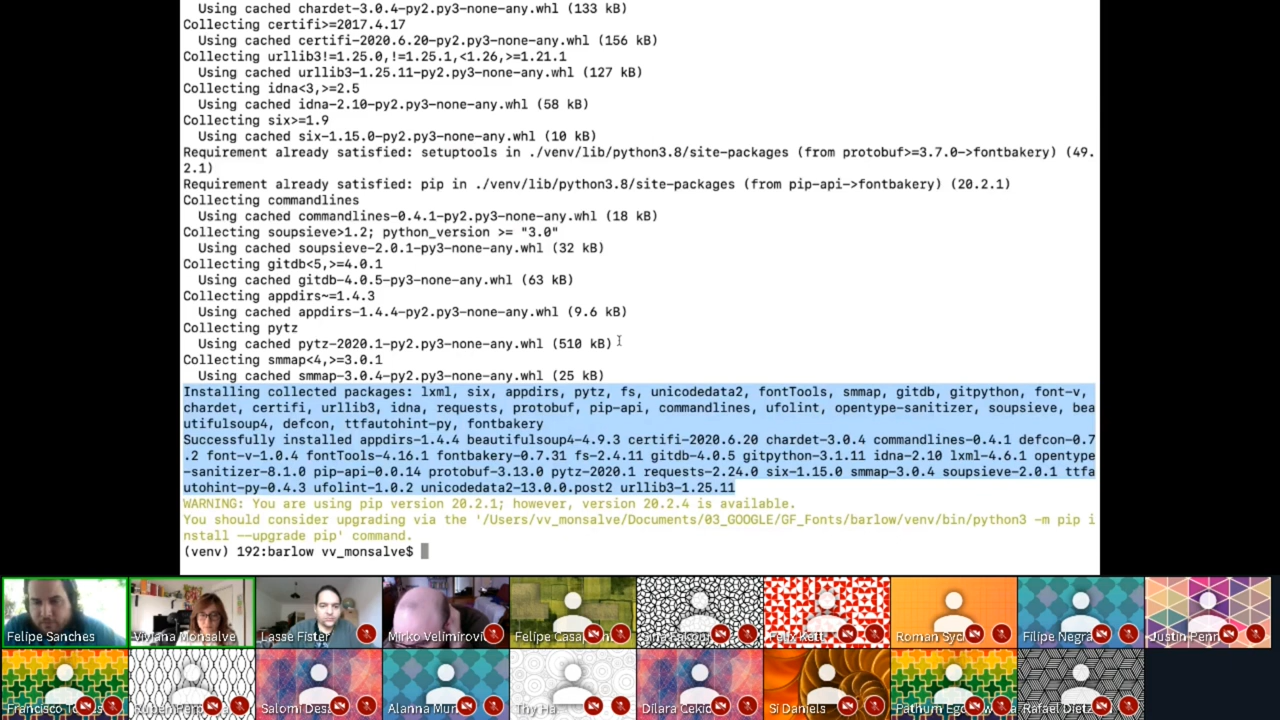 Using cached chardet-3.0.4-py2.py3-none-any.whl (133 kB)
Collecting certifi>=2017.4.17
Using cached certifi-2020.6.20-py2.py3-none-any.whl (156 kB)
Collecting urllib3!=1.25.0,!=1.25.1,<1.26,>=1.21.1
Using cached urllib3-1.25.11-py2.py3-none-any.whl (127 kB)
Collecting idna<3,>=2.5
Using cached idna-2.10-py2.py3-none-any.whl (58 kB)
Collecting six>=1.9
Using cached six-1.15.0-py2.py3-none-any.whl (10 kB)
Requirement already satisfied: setuptools in ./venv/lib/python3.8/site-packages (from protobuf>=3.7.0->fontbakery) (49.
2.1)
Requirement already satisfied: pip in ./venv/lib/python3.8/site-packages (from pip-api->fontbakery) (20.2.1)
Collecting commandlines
Using cached commandlines-0.4.1-py2.py3-none-any.whl (18 kB)
Collecting soupsieve>1.2; python_version >= "3.0"
Using cached soupsieve-2.0.1-py3-none-any.whl (32 kB)
Collecting gitdb<5,>=4.0.1
Using cached gitdb-4.0.5-py3-none-any.whl (63 kB)
Collecting appdirs~=1.4.3
Using cached appdirs-1.4.4-py2.py3-none-any.whl (9.6 kB)
Collecting pytz
Using cached pytz-2020.1-py2.py3-none-any.whl (510 kB)
Collecting smmap<4,>=3.0.1
Using cached smmap-3.0.4-py2.py3-none-any.whl (25 kB)
Installing collected packages: lxml, six, appdirs, pytz, fs, unicodedata2, fontTools, smmap, gitdb, gitpython, font-v,
chardet, certifi, urllib3, idna, requests, protobuf, pip-api, commandlines, ufolint, opentype-sanitizer, soupsieve, bea
utifulsoup4, defcon, ttfautohint-py, fontbakery
Successfully installed appdirs-1.4.4 beautifulsoup4-4.9.3 certifi-2020.6.20 chardet-3.0.4 commandlines-0.4.1 defcon-0.7
.2 font-v-1.0.4 fontTools-4.16.1 fontbakery-0.7.31 fs-2.4.11 gitdb-4.0.5 gitpython-3.1.11 idna-2.10 lxml-4.6.1 opentype
-sanitizer-8.1.0 pip-api-0.0.14 protobuf-3.13.0 pytz-2020.1 requests-2.24.0 six-1.15.0 smmap-3.0.4 soupsieve-2.0.1 ttfa
utohint-py-0.4.3 ufolint-1.0.2 unicodedata2-13.0.0.post2 urllib3-1.25.11
WARNING: You are using pip version 20.2.1; however, version 20.2.4 is available.
You should consider upgrading via the '/Users/vv_monsalve/Documents/03_GOOGLE/GF_Fonts/barlow/venv/bin/python3 -m pip i
nstall --upgrade pip' command.
(venv) 192:barlow vv_monsalve$
Felipe Sanches
Viviana Monsalve
Lasse Fister
Mirko Velimirovi
Felipe
Roman
Filipe Negrã
Justin Penn
Francisco
Salomi Desa
Alanna Mun
Thy Ha
Dilara Cekic
Si Daniels
Pathum
Rafael Dietz